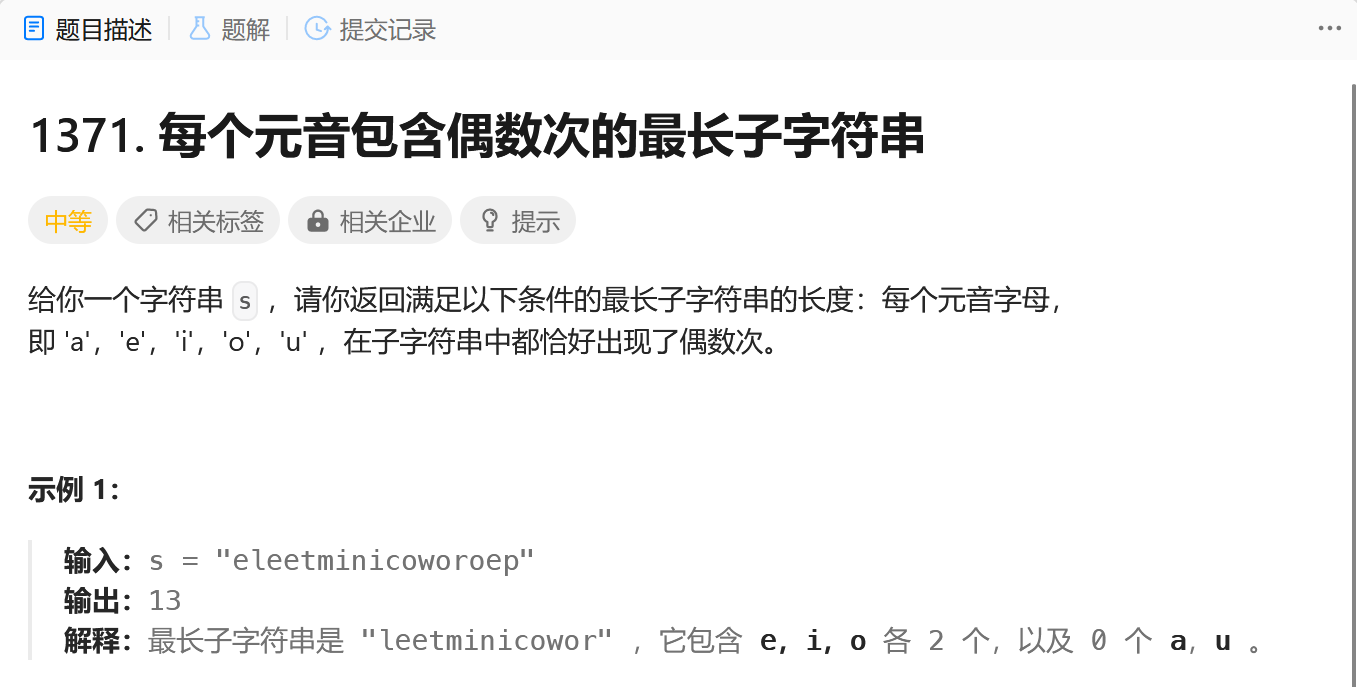 题目描述 题解 提交记录
1371. 每个元音包含偶数次的最长子字符串
中等 相关标签 相关企业 提示
给你一个字符串 s ，请你返回满足以下条件的最长子字符串的长度：每个元音字母，
即 'a'，'e'，'i'，'o'，'u' ，在子字符串中都恰好出现了偶数次。
示例 1：
输入：s = "eleetminicoworoep"
输出：13
解释：最长子字符串是 "leetminicowor" ，它包含 e，i，o 各 2 个，以及 0 个 a，u 。